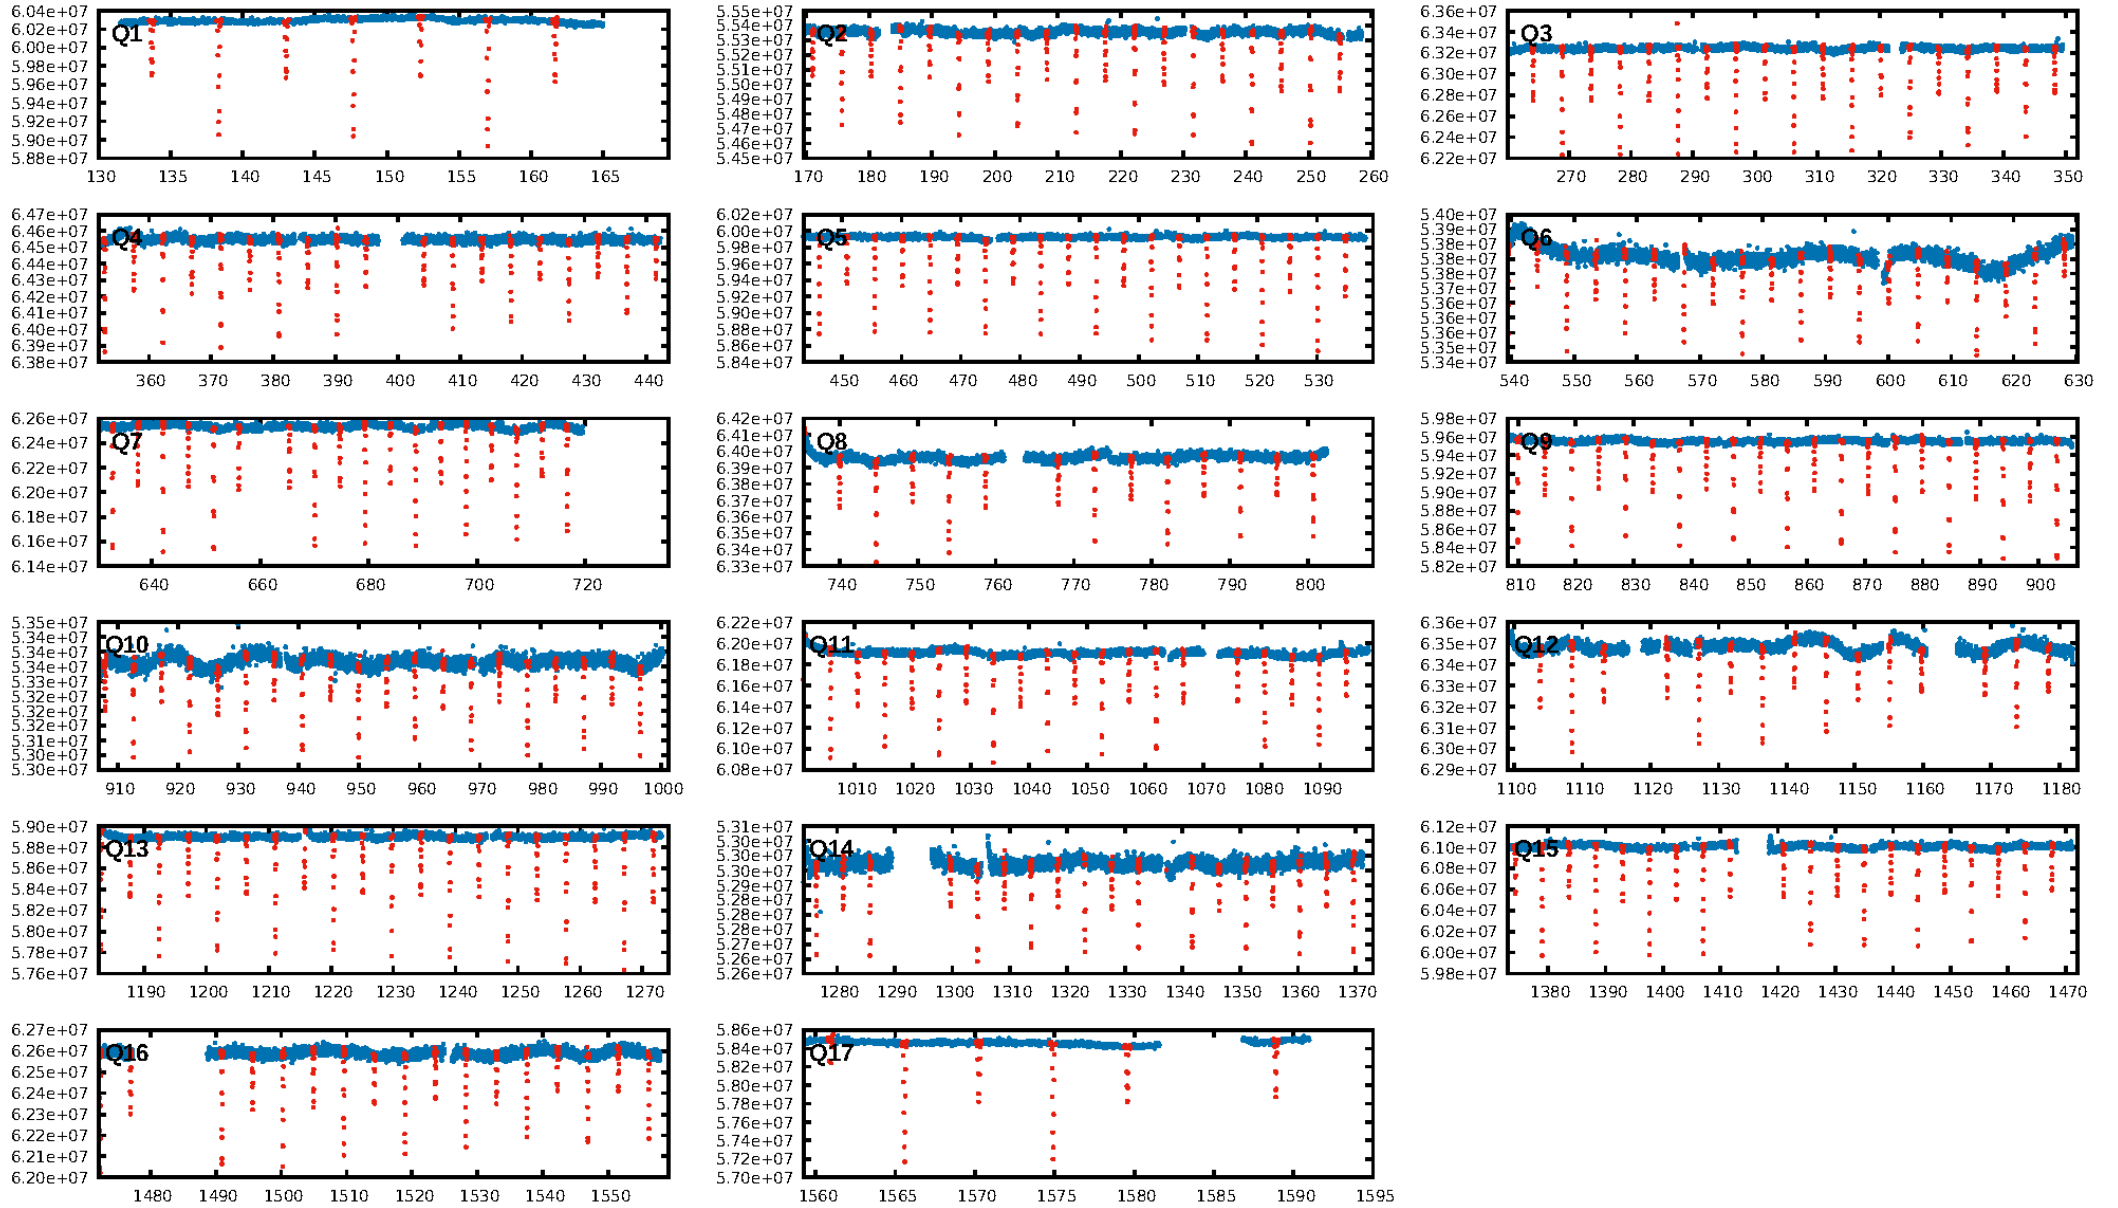 6.04e+07
6.02e+07
6.00e+07
5.98e+07
5.96e+07
5.94e+07
5.92e+07
5.90e+07
5.88e+07
Q1
130 135 140 145 150 155 160 165
5.55e+07
5.54e+07
5.53e+07
5.52e+07
5.51e+07
5.50e+07
5.49e+07
5.48e+07
5.47e+07
5.46e+07
5.45e+07
Q2
170 180 190 200 210 220 230 240 250 260
6.36e+07
6.34e+07
6.32e+07
6.30e+07
6.28e+07
6.26e+07
6.24e+07
6.22e+07
Q3
270 280 290 300 310 320 330 340 350
6.47e+07
6.46e+07
6.45e+07
6.44e+07
6.43e+07
6.42e+07
6.41e+07
6.40e+07
6.39e+07
6.38e+07
Q4
360 370 380 390 400 410 420 430 440
6.02e+07
6.00e+07
5.98e+07
5.96e+07
5.94e+07
5.92e+07
5.90e+07
5.88e+07
5.86e+07
5.84e+07
Q5
450 460 470 480 490 500 510 520 530
5.40e+07
5.39e+07
5.38e+07
5.38e+07
5.38e+07
5.37e+07
5.36e+07
5.36e+07
5.36e+07
5.35e+07
5.34e+07
Q6
540 550 560 570 580 590 600 610 620 630
6.26e+07
6.24e+07
6.22e+07
6.20e+07
6.18e+07
6.16e+07
6.14e+07
Q7
640 660 680 700 720
6.42e+07
6.41e+07
6.40e+07
6.39e+07
6.38e+07
6.37e+07
6.36e+07
6.35e+07
6.34e+07
6.33e+07
Q8
740 750 760 770 780 790 800
5.98e+07
5.96e+07
5.94e+07
5.92e+07
5.90e+07
5.88e+07
5.86e+07
5.84e+07
5.82e+07
Q9
810 820 830 840 850 860 870 880 890 900
5.35e+07
5.34e+07
5.34e+07
5.34e+07
5.33e+07
5.32e+07
5.32e+07
5.32e+07
5.31e+07
5.30e+07
5.30e+07
Q10
910 920 930 940 950 960 970 980 990 1000
6.22e+07
6.20e+07
6.18e+07
6.16e+07
6.14e+07
6.12e+07
6.10e+07
6.08e+07
Q11
1010 1020 1030 1040 1050 1060 1070 1080 1090
6.36e+07
6.35e+07
6.34e+07
6.33e+07
6.32e+07
6.31e+07
6.30e+07
6.29e+07
Q12
1100 1110 1120 1130 1140 1150 1160 1170 1180
5.90e+07
5.88e+07
5.86e+07
5.84e+07
5.82e+07
5.80e+07
5.78e+07
5.76e+07
Q13
1190 1200 1210 1220 1230 1240 1250 1260 1270
5.31e+07
5.30e+07
5.30e+07
5.30e+07
5.29e+07
5.28e+07
5.28e+07
5.28e+07
5.27e+07
5.26e+07
5.26e+07
Q14
1280 1290 1300 1310 1320 1330 1340 1350 1360 1370
6.12e+07
6.10e+07
6.08e+07
6.06e+07
6.04e+07
6.02e+07
6.00e+07
5.98e+07
Q15
1380 1390 1400 1410 1420 1430 1440 1450 1460 1470
6.27e+07
6.26e+07
6.25e+07
6.24e+07
6.23e+07
6.22e+07
6.21e+07
6.20e+07
Q16
1480 1490 1500 1510 1520 1530 1540 1550
5.86e+07
5.84e+07
5.82e+07
5.80e+07
5.78e+07
5.76e+07
5.74e+07
5.72e+07
5.70e+07
Q17
1560 1565 1570 1575 1580 1585 1590 1595